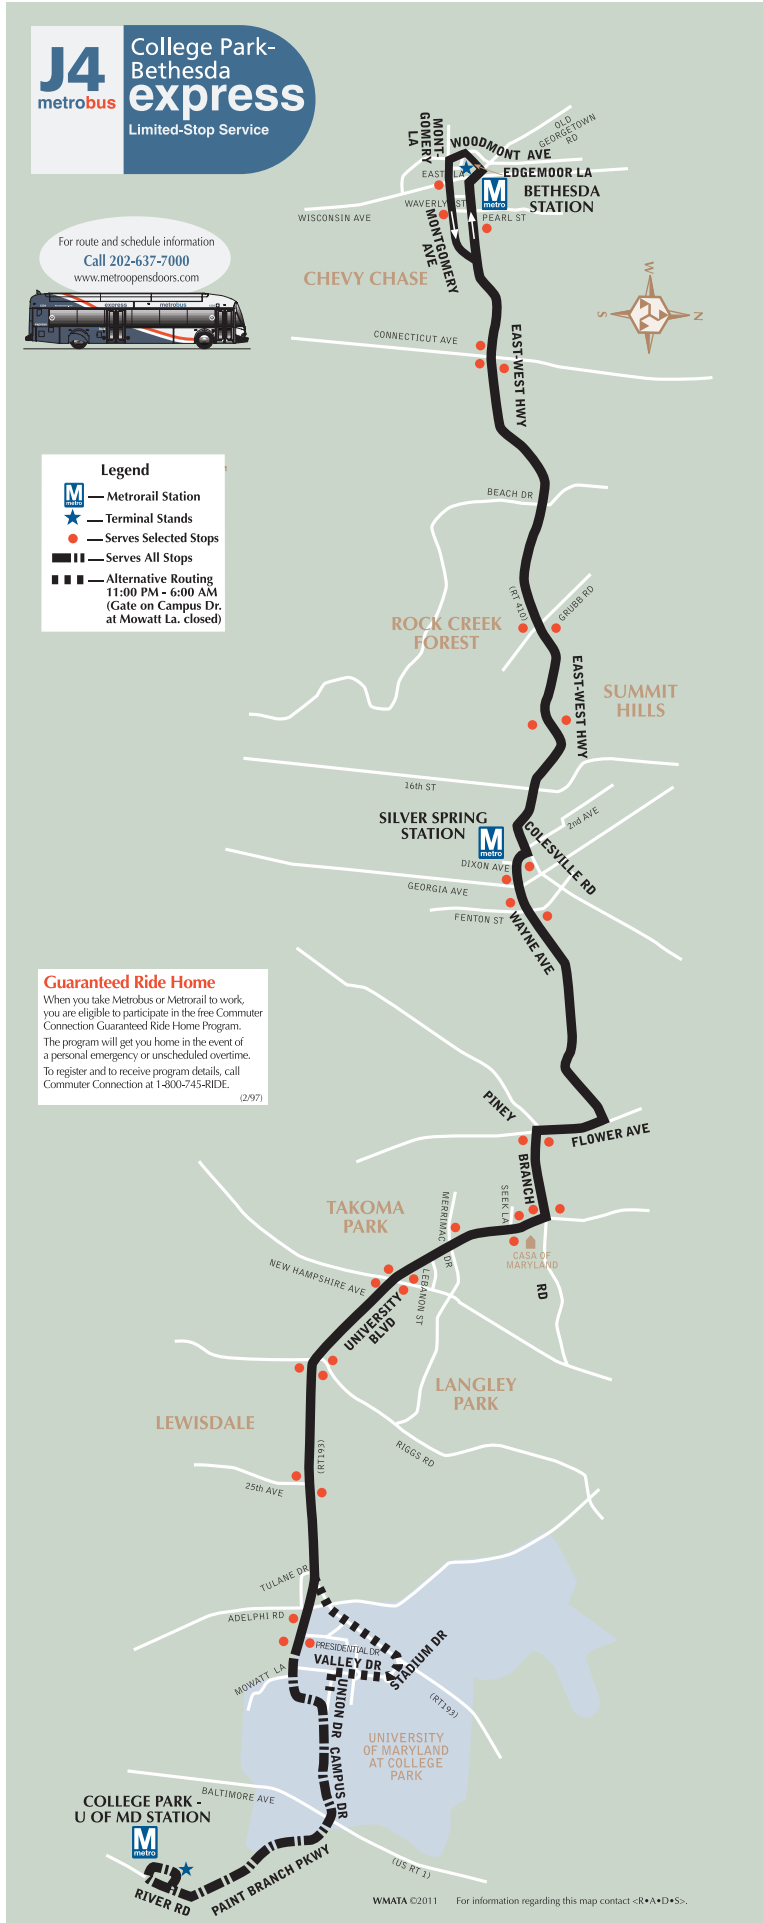 J4
metrobus
College Park-
Bethesda
express
Limited-Stop Service
For route and schedule information
Call 202-637-7000
www.metroopensdoors.com
express
metrobus
MONT-
GOMERY
LA
WOODMONT AVE
OLD
GEORGETOWN
RD
EAST LA
EDGEMOOR LA
M
metro
BETHESDA
STATION
WAVERLY ST
PEARL ST
WISCONSIN AVE
MONTGOMERY
AVE
CHEVY CHASE
W
S
N
CONNECTICUT AVE
EAST-WEST HWY
Legend
M
metro
Metrorail Station
Terminal Stands
Serves Selected Stops
Serves All Stops
Alternative Routing
11:00 PM - 6:00 AM
(Gate on Campus Dr.
at Mowatt La. closed)
BEACH DR
(RT 410)
GRUBB RD
ROCK CREEK
FOREST
EAST-WEST HWY
SUMMIT
HILLS
16th ST
SILVER SPRING
STATION
M
metro
2nd AVE
COLESVILLE RD
DIXON AVE
GEORGIA AVE
FENTON ST
WAYNE AVE
Guaranteed Ride Home
When you take Metrobus or Metrorail to work,
you are eligible to participate in the free Commuter
Connection Guaranteed Ride Home Program.
The program will get you home in the event of
a personal emergency or unscheduled overtime.
To register and to receive program details, call
Commuter Connection at 1-800-745-RIDE.
(2/97)
PINEY
BRANCH
RD
FLOWER AVE
TAKOMA
PARK
MERRIMAC DR
SEEK LA
CASA OF
MARYLAND
NEW HAMPSHIRE AVE
LEBANON ST
UNIVERSITY
BLVD
LANGLEY
PARK
LEWISDALE
(RT193)
RIGGS RD
25th AVE
TULANE DR
ADELPHI RD
PRESIDENTIAL DR
VALLEY DR
STADIUM DR
MOWATT LA
(RT193)
UNION DR
CAMPUS DR
UNIVERSITY
OF MARYLAND
AT COLLEGE
PARK
BALTIMORE AVE
COLLEGE PARK -
U OF MD STATION
M
metro
(US RT 1)
RIVER RD
PAINT BRANCH PKWY
WMATA ©2011
For information regarding this map contact <R•A•D•S>.